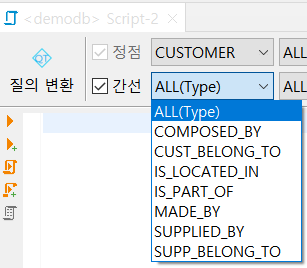 <demodb> Script-2
정점
CUSTOMER
ALL
질의 변환
간선
ALL(Type)
ALL
ALL(Type)
COMPOSED_BY
CUST_BELONG_TO
IS_LOCATED_IN
IS_PART_OF
MADE_BY
SUPPLIED_BY
SUPP_BELONG_TO